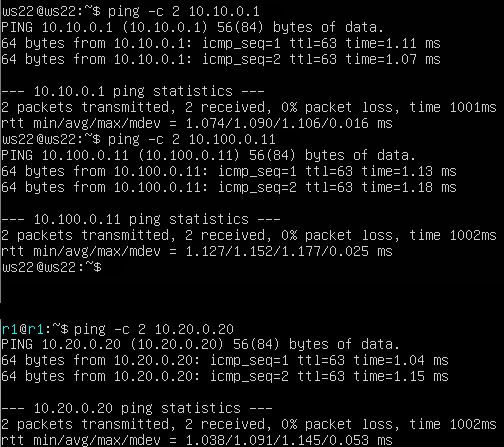 ws22@ws22:~$ ping -c 2 10.10.0.1
PING 10.10.0.1 (10.10.0.1) 56(84) bytes of data.
64 bytes from 10.10.0.1: icmp_seq=1 ttl=63 time=1.11 ms
64 bytes from 10.10.0.1: icmp_seq=2 ttl=63 time=1.07 ms

--- 10.10.0.1 ping statistics ---
2 packets transmitted, 2 received, 0% packet loss, time 1001ms
rtt min/avg/max/mdev = 1.074/1.090/1.106/0.016 ms
ws22@ws22:~$ ping -c 2 10.100.0.11
PING 10.100.0.11 (10.100.0.11) 56(84) bytes of data.
64 bytes from 10.100.0.11: icmp_seq=1 ttl=63 time=1.13 ms
64 bytes from 10.100.0.11: icmp_seq=2 ttl=63 time=1.18 ms

--- 10.100.0.11 ping statistics ---
2 packets transmitted, 2 received, 0% packet loss, time 1002ms
rtt min/avg/max/mdev = 1.127/1.152/1.177/0.025 ms
ws22@ws22:~$

r1@r1:~$ ping -c 2 10.20.0.20
PING 10.20.0.20 (10.20.0.20) 56(84) bytes of data.
64 bytes from 10.20.0.20: icmp_seq=1 ttl=63 time=1.04 ms
64 bytes from 10.20.0.20: icmp_seq=2 ttl=63 time=1.15 ms

--- 10.20.0.20 ping statistics ---
2 packets transmitted, 2 received, 0% packet loss, time 1002ms
rtt min/avg/max/mdev = 1.038/1.091/1.145/0.053 ms